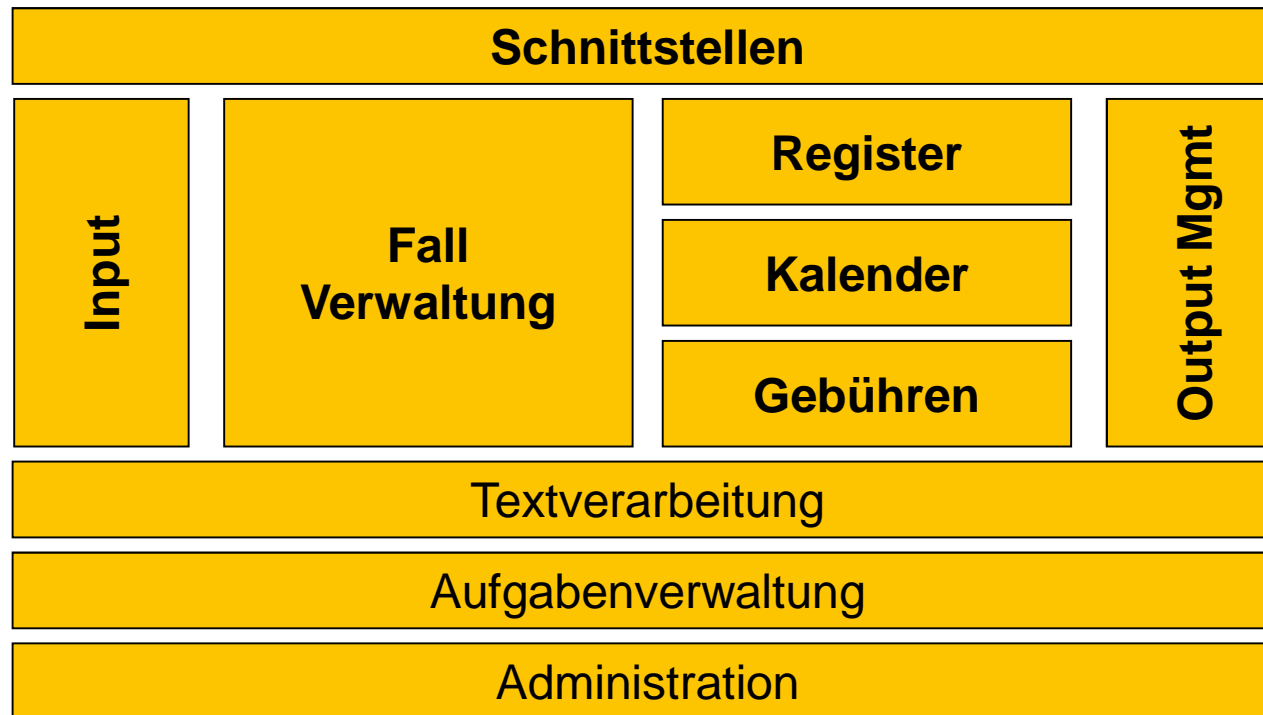 Schnittstellen
Input
Fall
Verwaltung
Register
Kalender
Gebühren
Output Mgmt
Textverarbeitung
Aufgabenverwaltung
Administration